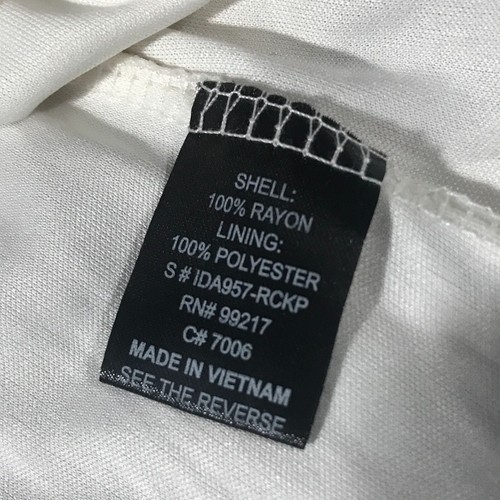 SHELL:
100% RAYON
LINING:
100% POLYESTER
S # IDA957-RCKP
RN# 99217
C# 7006
MADE IN VIETNAM
SEE THE REVERSE